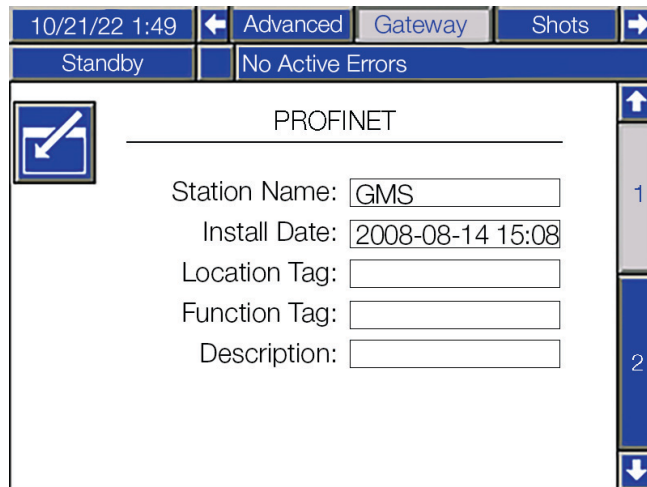 10/21/22 1:49 Advanced Gateway Shots
Standby No Active Errors
PROFINET
Station Name: GMS
Install Date: 2008-08-14 15:08
Location Tag:
Function Tag:
Description:
1
2